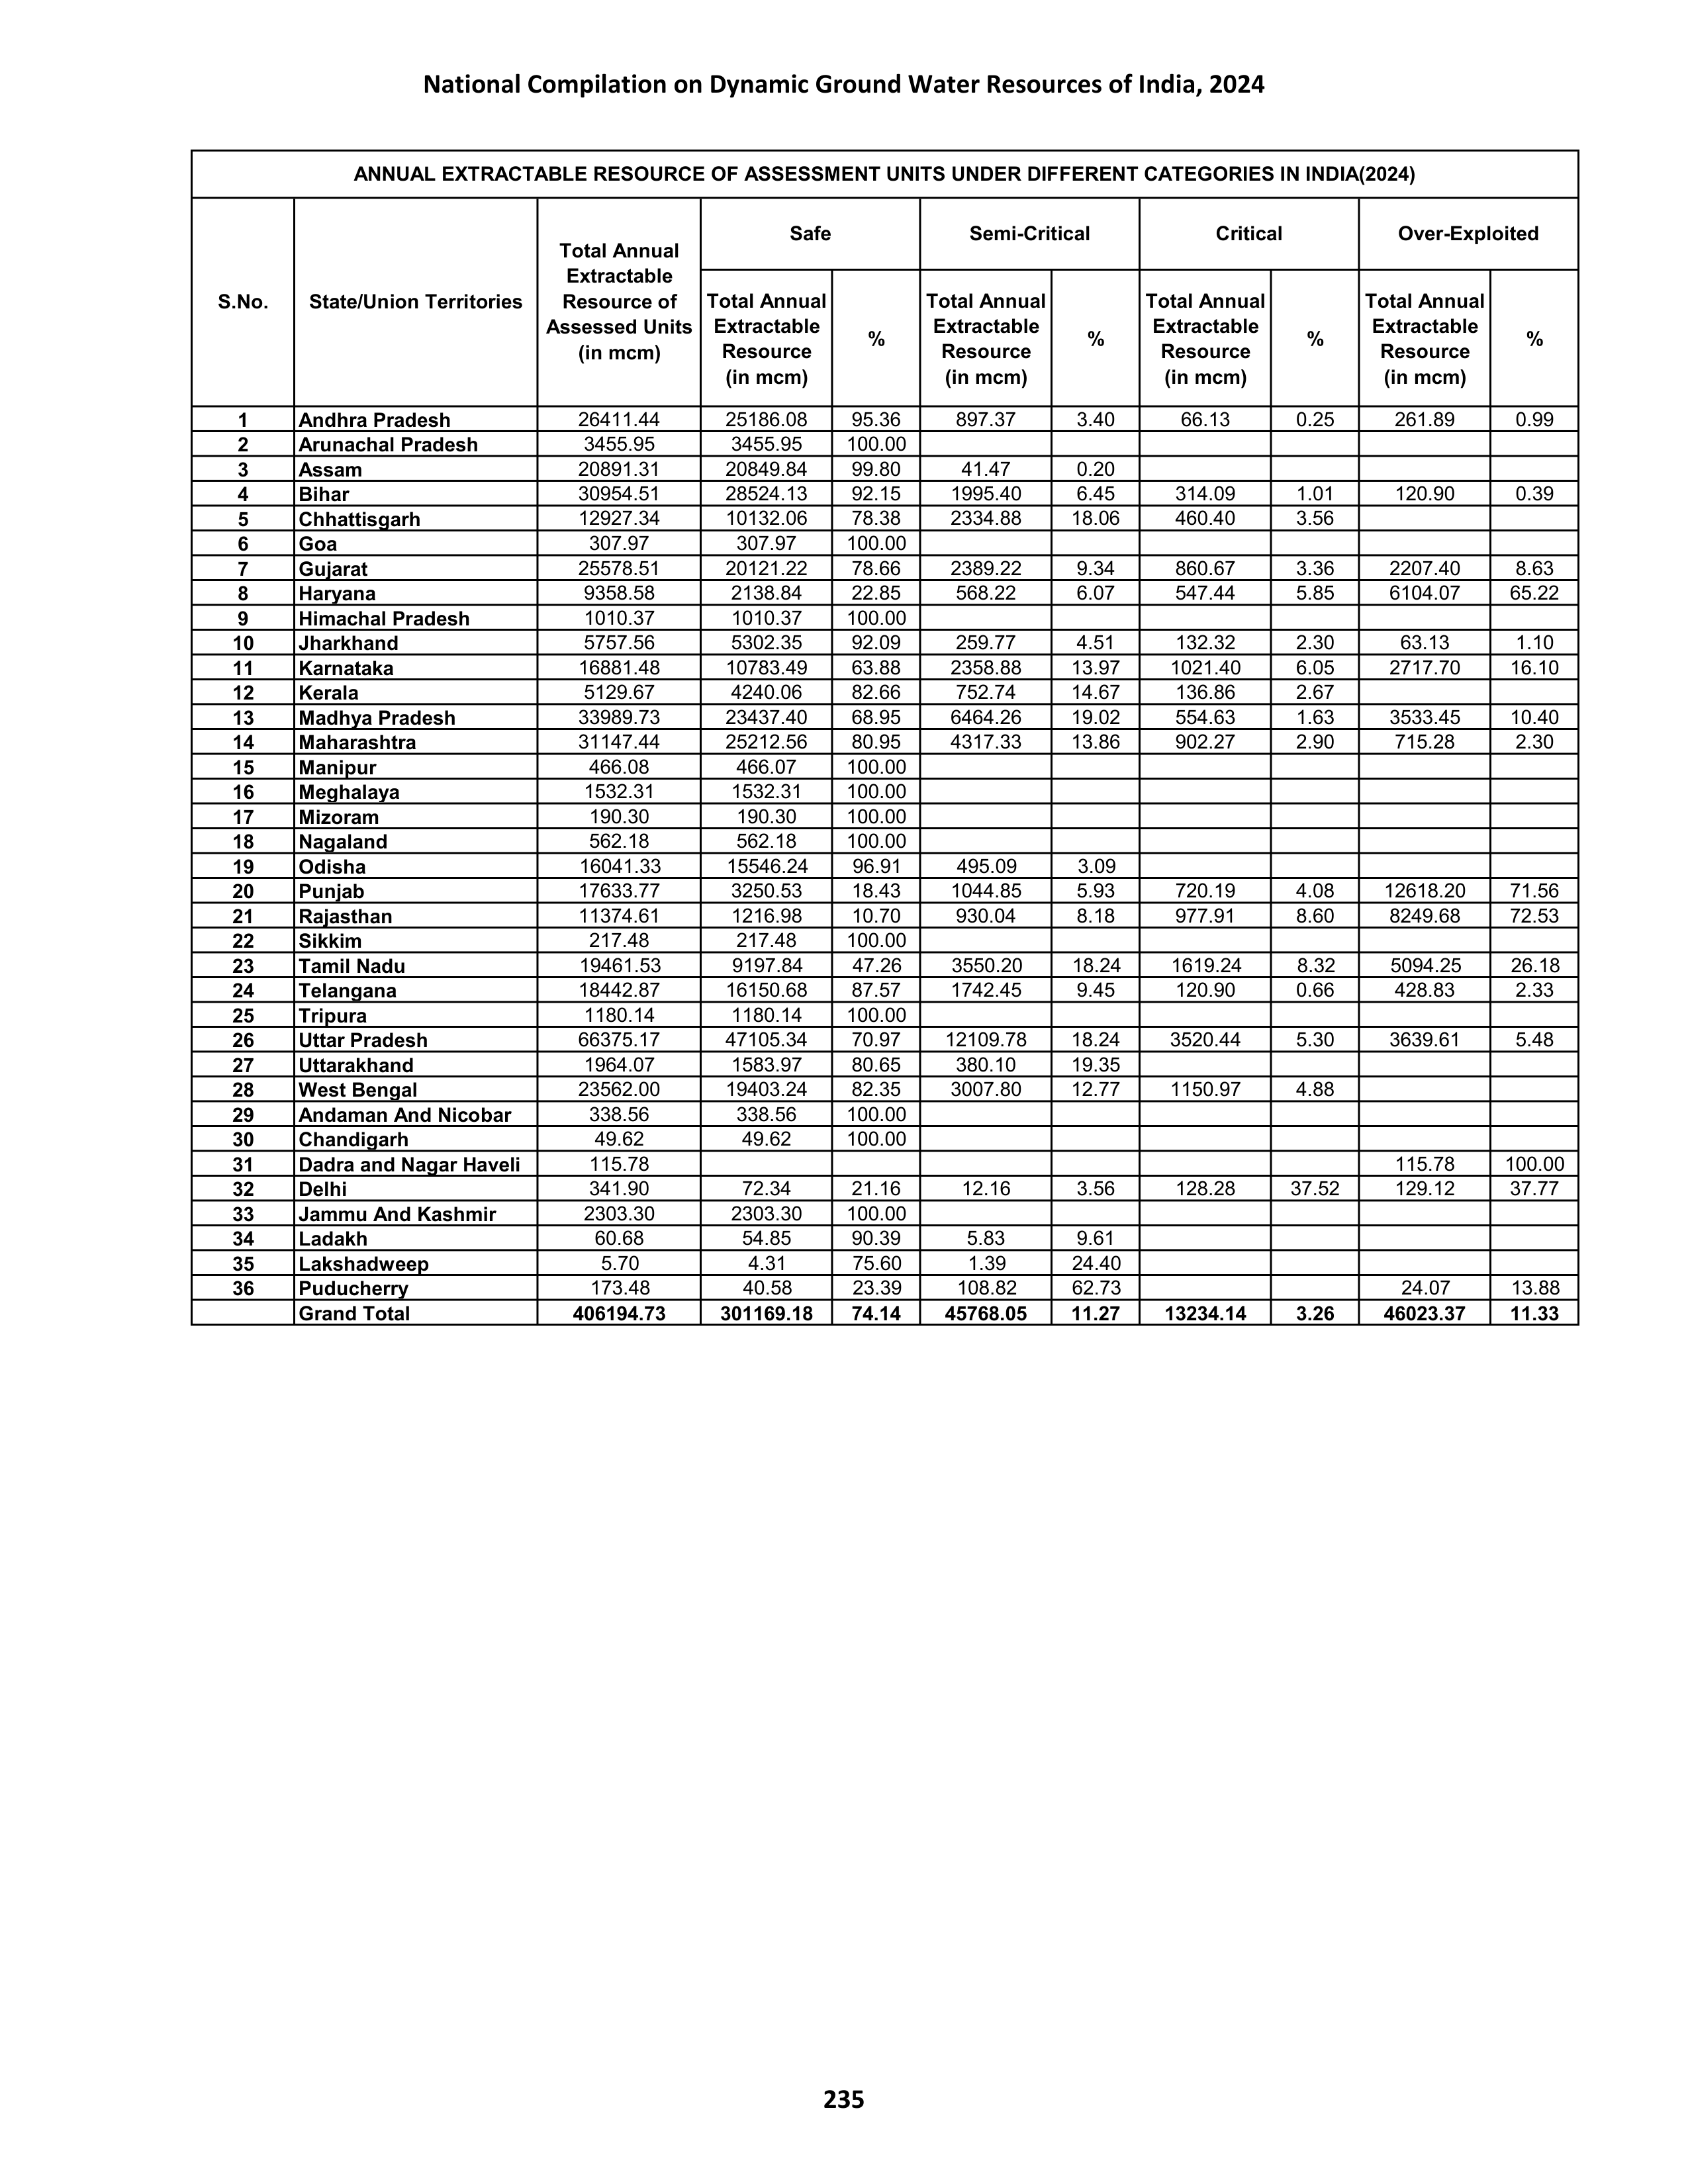 National Compilation on Dynamic Ground Water Resources of India, 2024
ANNUAL EXTRACTABLE RESOURCE OF ASSESSMENT UNITS UNDER DIFFERENT CATEGORIES IN INDIA(2024)
S.No. State/Union Territories Total Annual Extractable Resource of Assessed Units (in mcm) Safe Semi-Critical Critical Over-Exploited
Total Annual Extractable Resource (in mcm) % Total Annual Extractable Resource (in mcm) % Total Annual Extractable Resource (in mcm) % Total Annual Extractable Resource (in mcm) %
1 Andhra Pradesh 26411.44 25186.08 95.36 897.37 3.40 66.13 0.25 261.89 0.99
2 Arunachal Pradesh 3455.95 3455.95 100.00
3 Assam 20891.31 20849.84 99.80 41.47 0.20
4 Bihar 30954.51 28524.13 92.15 1995.40 6.45 314.09 1.01 120.90 0.39
5 Chhattisgarh 12927.34 10132.06 78.38 2334.88 18.06 460.40 3.56
6 Goa 307.97 307.97 100.00
7 Gujarat 25578.51 20121.22 78.66 2389.22 9.34 860.67 3.36 2207.40 8.63
8 Haryana 9358.58 2138.84 22.85 568.22 6.07 547.44 5.85 6104.07 65.22
9 Himachal Pradesh 1010.37 1010.37 100.00
10 Jharkhand 5757.56 5302.35 92.09 259.77 4.51 132.32 2.30 63.13 1.10
11 Karnataka 16881.48 10783.49 63.88 2358.88 13.97 1021.40 6.05 2717.70 16.10
12 Kerala 5129.67 4240.06 82.66 752.74 14.67 136.86 2.67
13 Madhya Pradesh 33989.73 23437.40 68.95 6464.26 19.02 554.63 1.63 3533.45 10.40
14 Maharashtra 31147.44 25212.56 80.95 4317.33 13.86 902.27 2.90 715.28 2.30
15 Manipur 466.08 466.07 100.00
16 Meghalaya 1532.31 1532.31 100.00
17 Mizoram 190.30 190.30 100.00
18 Nagaland 562.18 562.18 100.00
19 Odisha 16041.33 15546.24 96.91 495.09 3.09
20 Punjab 17633.77 3250.53 18.43 1044.85 5.93 720.19 4.08 12618.20 71.56
21 Rajasthan 11374.61 1216.98 10.70 930.04 8.18 977.91 8.60 8249.68 72.53
22 Sikkim 217.48 217.48 100.00
23 Tamil Nadu 19461.53 9197.84 47.26 3550.20 18.24 1619.24 8.32 5094.25 26.18
24 Telangana 18442.87 16150.68 87.57 1742.45 9.45 120.90 0.66 428.83 2.33
25 Tripura 1180.14 1180.14 100.00
26 Uttar Pradesh 66375.17 47105.34 70.97 12109.78 18.24 3520.44 5.30 3639.61 5.48
27 Uttarakhand 1964.07 1583.97 80.65 380.10 19.35
28 West Bengal 23562.00 19403.24 82.35 3007.80 12.77 1150.97 4.88
29 Andaman And Nicobar 338.56 338.56 100.00
30 Chandigarh 49.62 49.62 100.00
31 Dadra and Nagar Haveli 115.78 115.78 100.00
32 Delhi 341.90 72.34 21.16 12.16 3.56 128.28 37.52 129.12 37.77
33 Jammu And Kashmir 2303.30 2303.30 100.00
34 Ladakh 60.68 54.85 90.39 5.83 9.61
35 Lakshadweep 5.70 4.31 75.60 1.39 24.40
36 Puducherry 173.48 40.58 23.39 108.82 62.73 24.07 13.88
Grand Total 406194.73 301169.18 74.14 45768.05 11.27 13234.14 3.26 46023.37 11.33
235